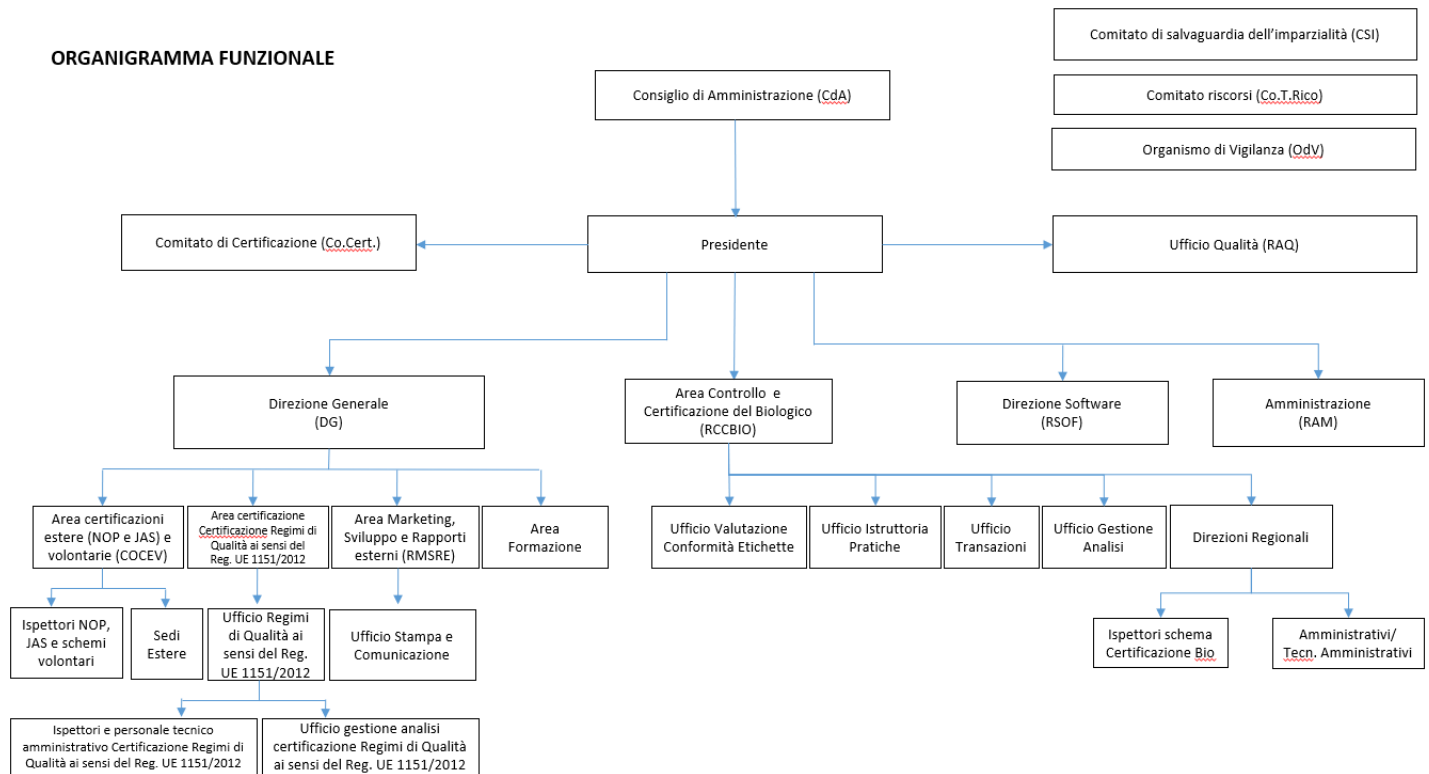 Comitato di salvaguardia dell'imparzialità (CSI)
ORGANIGRAMMA FUNZIONALE
Consiglio di Amministrazione (CdA)
Comitato riscorsi (Co.T.Rico)
Organismo di Vigilanza (OdV)
Comitato di Certificazione (Co.Cert.)
Presidente
Ufficio Qualità (RAQ)
Direzione Generale
(DG)
Area Controllo e
Certificazione del Biologico
(RCCBIO)
Direzione Software
(RSOF)
Amministrazione
(RAM)
Area certificazioni
estere (NOP e JAS) e
volontarie (COCEV)
Area certificazione
Certificazione Regimi di
Qualità ai sensi del
Reg. UE 1151/2012
Area Marketing,
Sviluppo e Rapporti
esterni (RMSRE)
Area
Formazione
Ufficio Valutazione
Conformità Etichette
Ufficio Istruttoria
Pratiche
Ufficio
Transazioni
Ufficio Gestione
Analisi
Direzioni Regionali
Ispettori NOP,
JAS e schemi
volontari
Sedi
Estere
Ufficio Regimi
di Qualità ai
sensi del Reg.
UE 1151/2012
Ufficio Stampa e
Comunicazione
Ispettori schema
Certificazione Bio
Amministrativi/
Tecn. Amministrativi
Ispettori e personale tecnico
amministrativo Certificazione Regimi di
Qualità ai sensi del Reg. UE 1151/2012
Ufficio gestione analisi
certificazione Regimi di Qualità
ai sensi del Reg. UE 1151/2012